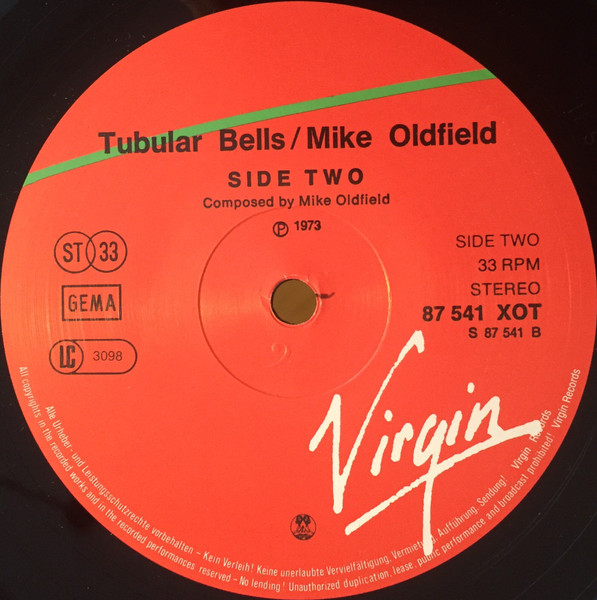 Tubular Bells / Mike Oldfield
SIDE TWO
Composed by Mike Oldfield
Ⓟ 1973
ST 33
GEMA
LC 3098
SIDE TWO
33 RPM
STEREO
87 541 XOT
S 87 541 B
Virgin
Alle Urheber- und Leistungsschutzrechte vorbehalten – Kein Verleih! Keine unerlaubte Vervielfältigung, Vermietung, Aufführung, Sendung! Virgin Records
All copyrights in the recorded works and in the recorded performances reserved – No lending! Unauthorized duplication, lease, public performance and broadcast prohibited! Virgin Records